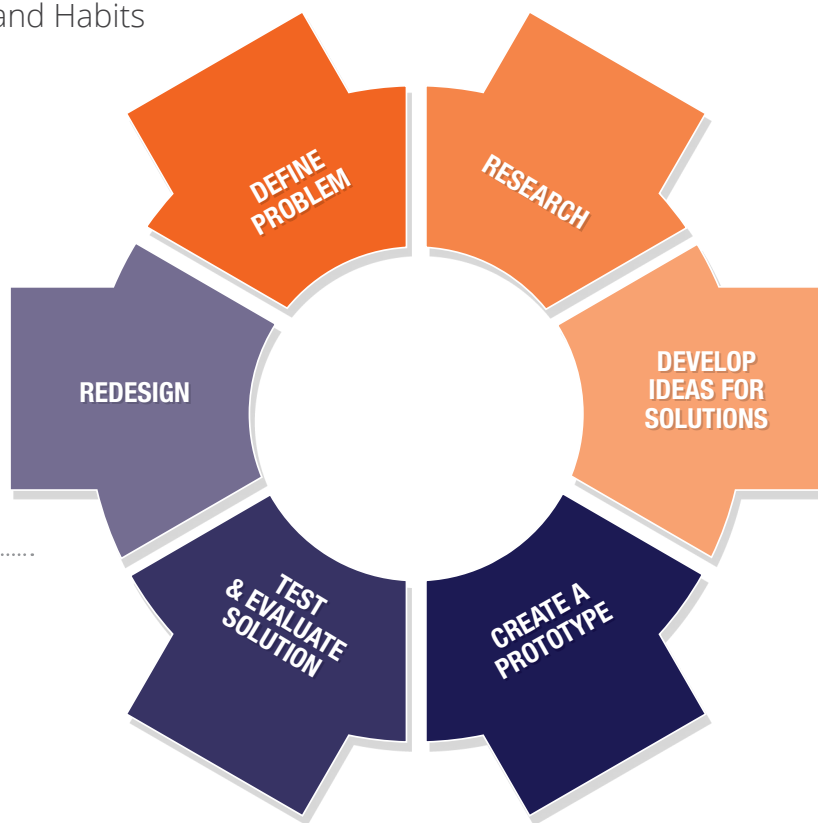 and Habits
DEFINE
PROBLEM
RESEARCH
DEVELOP
IDEAS FOR
SOLUTIONS
CREATE A
PROTOTYPE
TEST
& EVALUATE
SOLUTION
REDESIGN